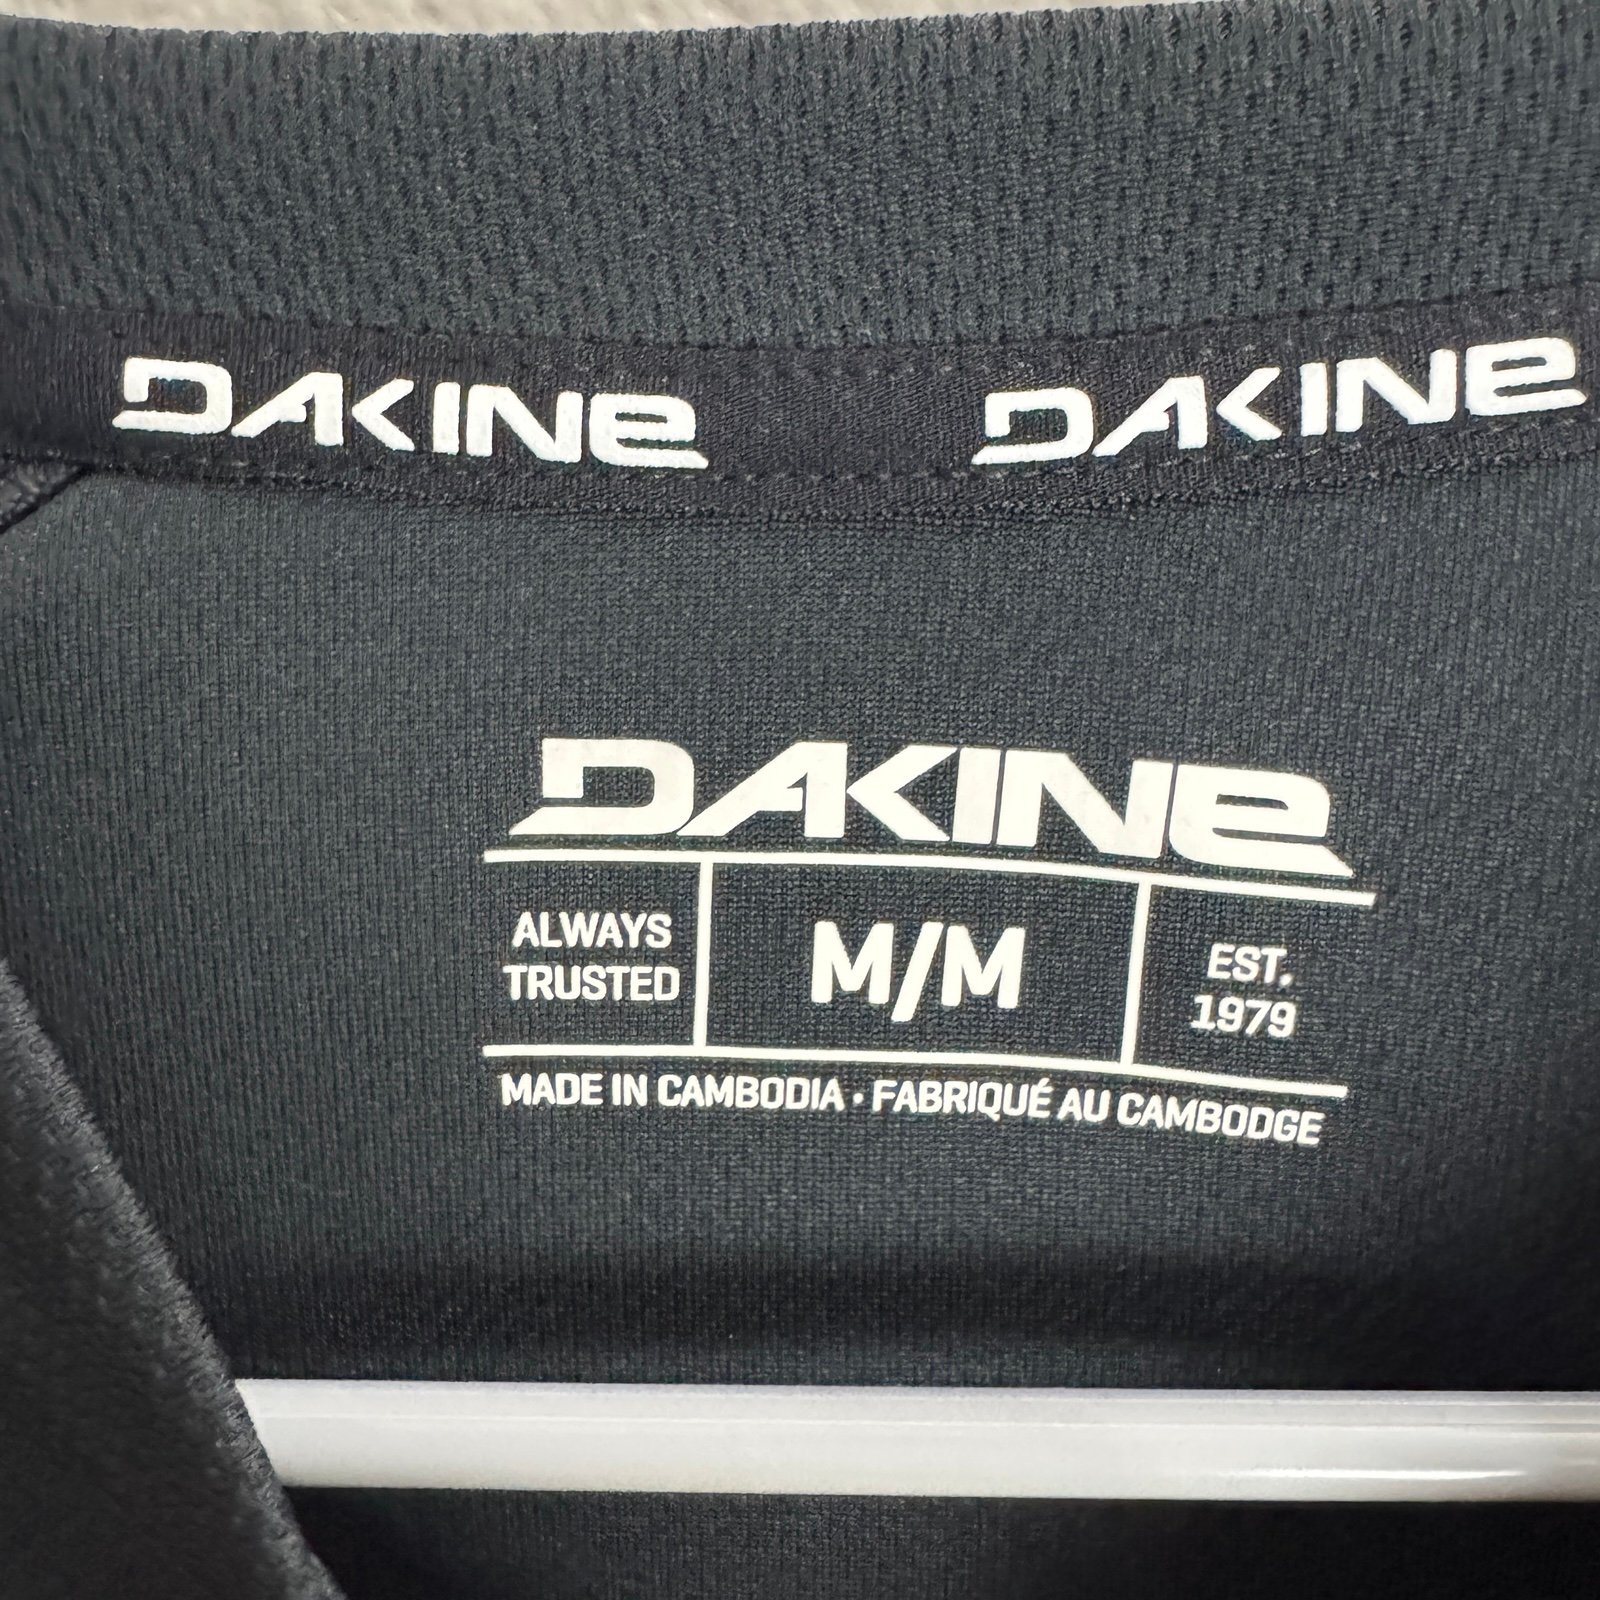 DAKINE DAKINE
DAKINE
ALWAYS
TRUSTED
M/M
EST.
1979
MADE IN CAMBODIA • FABRIQUÉ AU CAMBODGE